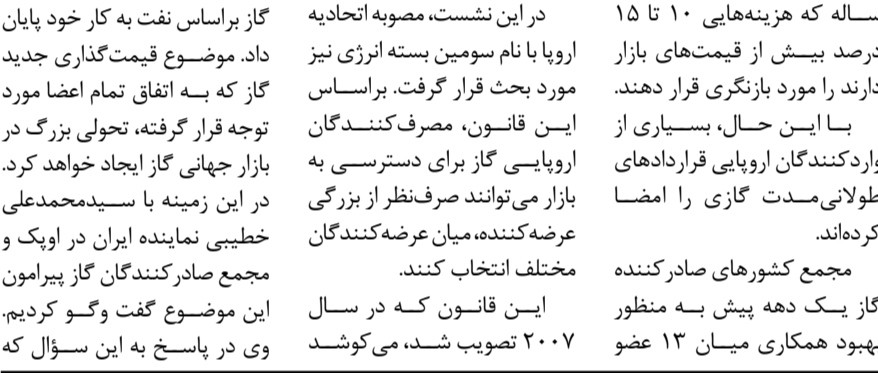 ساله که هزینه‌هایی ۱۰ تا ۱۵
درصد بیش از قیمت‌های بازار
دارند را مورد بازنگری قرار دهند.
با این حال، بسیاری از
واردکنندگان اروپایی قراردادهای
طولانی‌مدت گازی را امضا
کرده‌اند.
مجمع کشورهای صادرکننده
گاز یک دهه پیش به منظور
بهبود همکاری میان ۱۳ عضو
در این نشست، مصوبه اتحادیه
اروپا با نام سومین بسته انرژی نیز
مورد بحث قرار گرفت. براساس
این قانون، مصرف‌کنندگان
اروپایی گاز برای دسترسی به
بازار می‌توانند صرف‌نظر از بزرگی
عرضه‌کننده، میان عرضه‌کنندگان
مختلف انتخاب کنند.
این قانون که در سال
۲۰۰۷ تصویب شد، می‌کوشد
گاز براساس نفت به کار خود پایان
داد. موضوع قیمت‌گذاری جدید
گاز که به اتفاق تمام اعضا مورد
توجه قرار گرفته، تحولی بزرگ در
بازار جهانی گاز ایجاد خواهد کرد.
در این زمینه با سیدمحمدعلی
خطیبی نماینده ایران در اوپک و
مجمع صادرکنندگان گاز پیرامون
این موضوع گفت وگو کردیم.
وی در پاسخ به این سؤال که